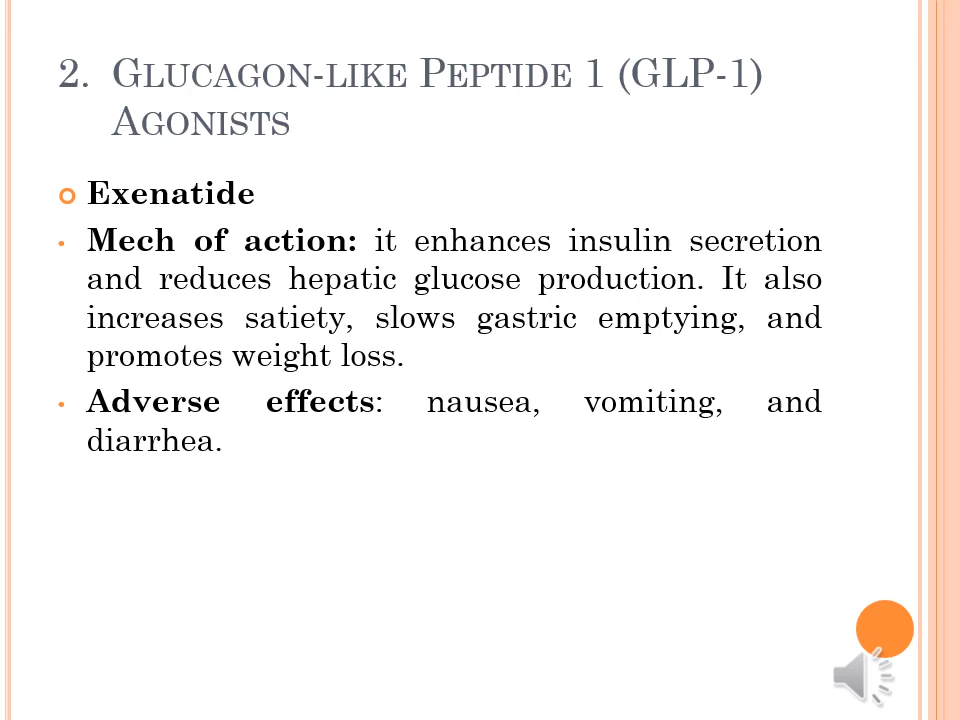 2. Glucagon-like Peptide 1 (GLP-1)
Agonists
Exenatide
• Mech of action: it enhances insulin secretion
and reduces hepatic glucose production. It also
increases satiety, slows gastric emptying, and
promotes weight loss.
• Adverse effects: nausea, vomiting, and
diarrhea.